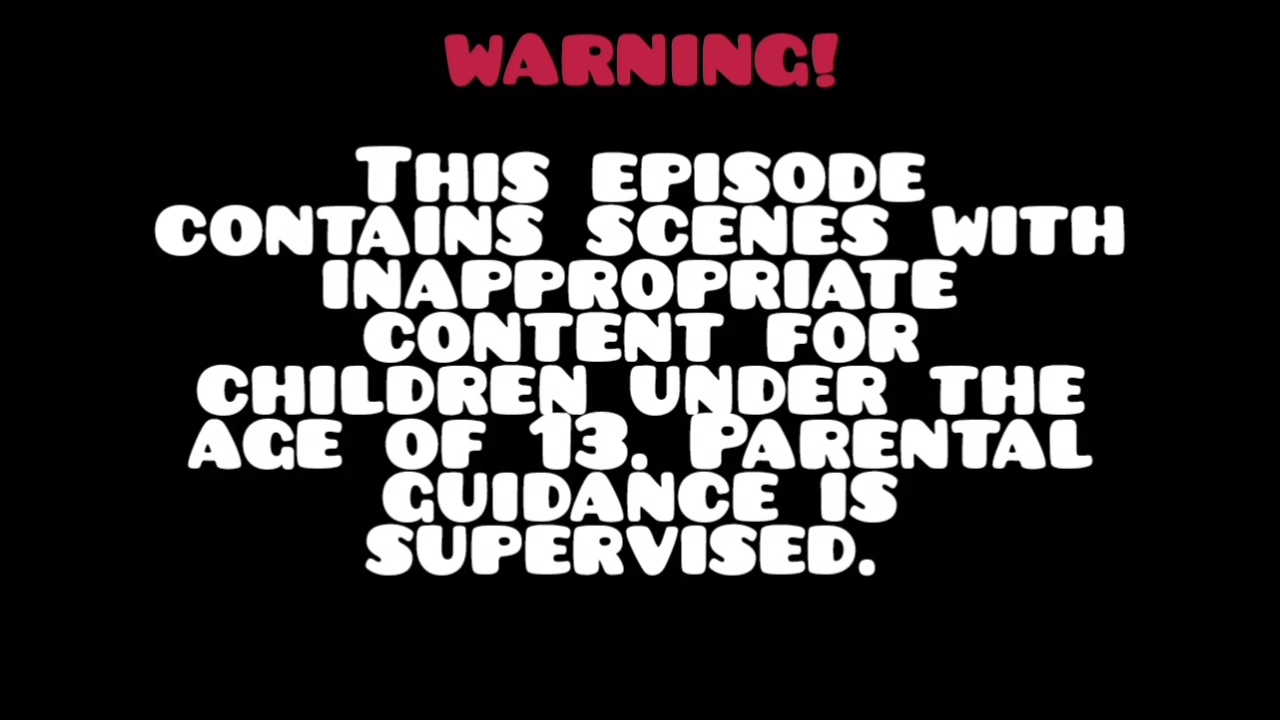 WARNING!
This episode
contains scenes with
inappropriate
content for
children under the
age of 13. Parental
guidance is
supervised.